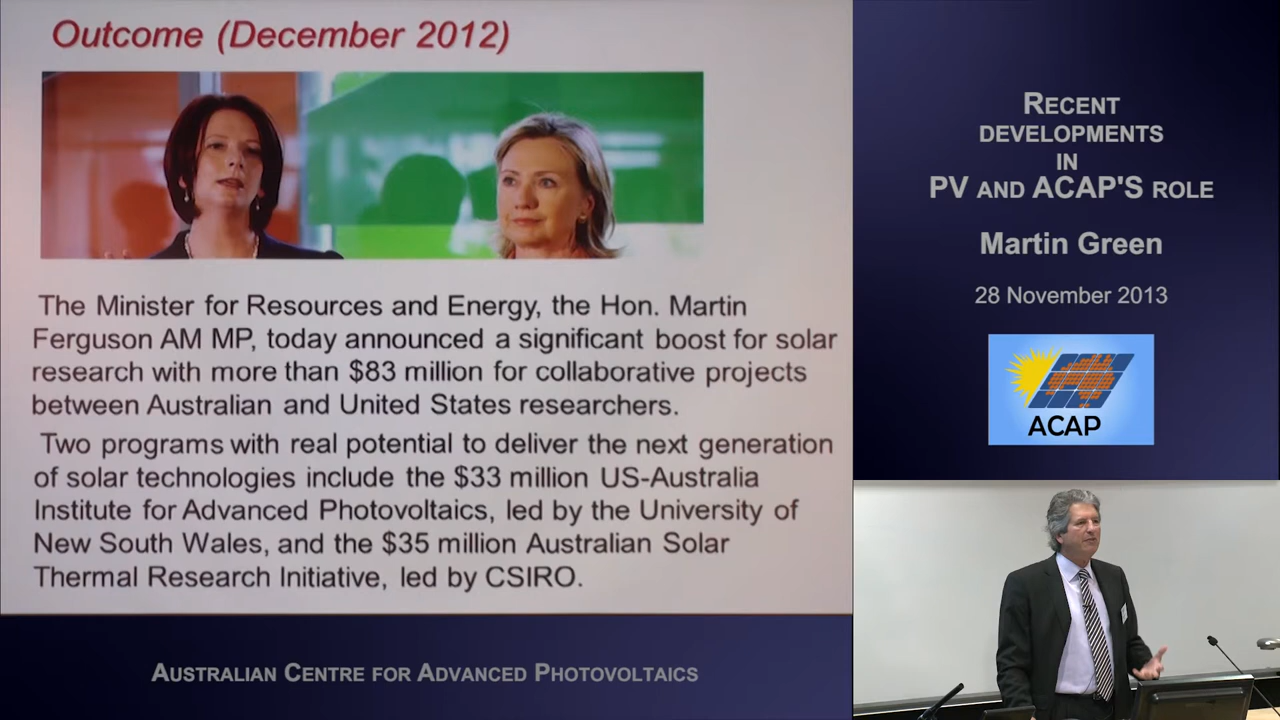 Outcome (December 2012)
The Minister for Resources and Energy, the Hon. Martin
Ferguson AM MP, today announced a significant boost for solar
research with more than $83 million for collaborative projects
between Australian and United States researchers.
Two programs with real potential to deliver the next generation
of solar technologies include the $33 million US-Australia
Institute for Advanced Photovoltaics, led by the University of
New South Wales, and the $35 million Australian Solar
Thermal Research Initiative, led by CSIRO.
AUSTRALIAN CENTRE FOR ADVANCED PHOTOVOLTAICS
RECENT
DEVELOPMENTS
IN
PV AND ACAP'S ROLE
Martin Green
28 November 2013
ACAP